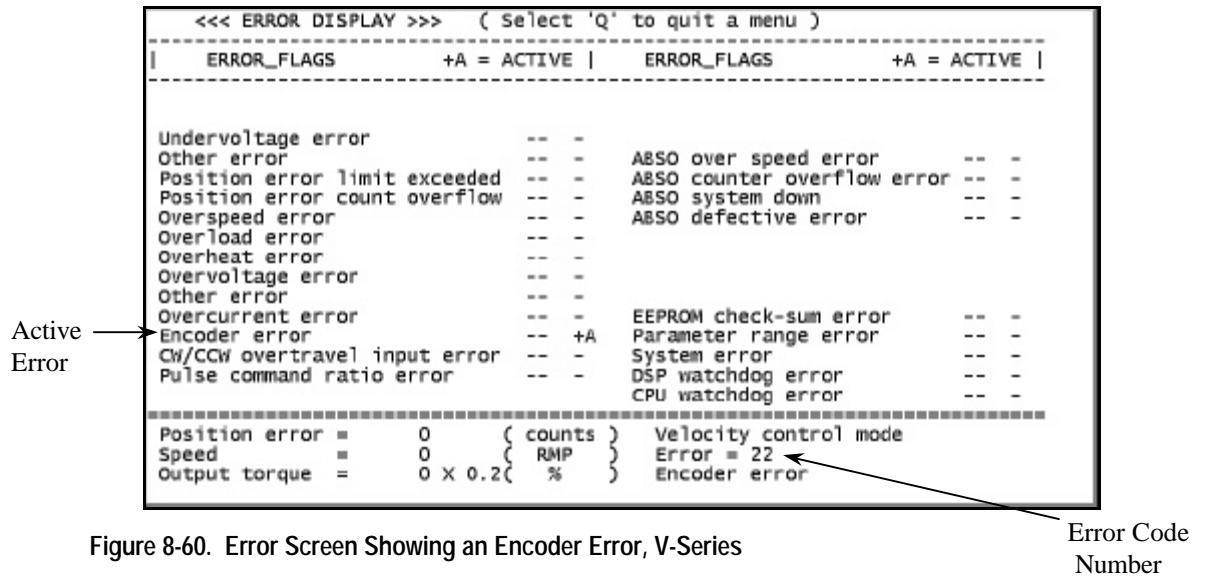 <<< ERROR DISPLAY >>> ( Select 'Q' to quit a menu )
| ERROR_FLAGS +A = ACTIVE | ERROR_FLAGS +A = ACTIVE |
Undervoltage error -- -
Other error -- - ABSO over speed error -- -
Position error limit exceeded -- - ABSO counter overflow error -- -
Position error count overflow -- - ABSO system down -- -
Overspeed error -- - ABSO defective error -- -
Overload error -- -
Overheat error -- -
Overvoltage error -- -
Other error -- -
Overcurrent error -- - EEPROM check-sum error -- -
Active Error
Encoder error -- +A Parameter range error -- -
CW/CCW overtravel input error -- - System error -- -
Pulse command ratio error -- - DSP watchdog error -- -
CPU watchdog error -- -
Position error = 0 ( counts ) Velocity control mode
Speed = 0 ( RMP ) Error = 22
Output torque = 0 X 0.2( % ) Encoder error
Error Code
Number
Figure 8-60. Error Screen Showing an Encoder Error, V-Series